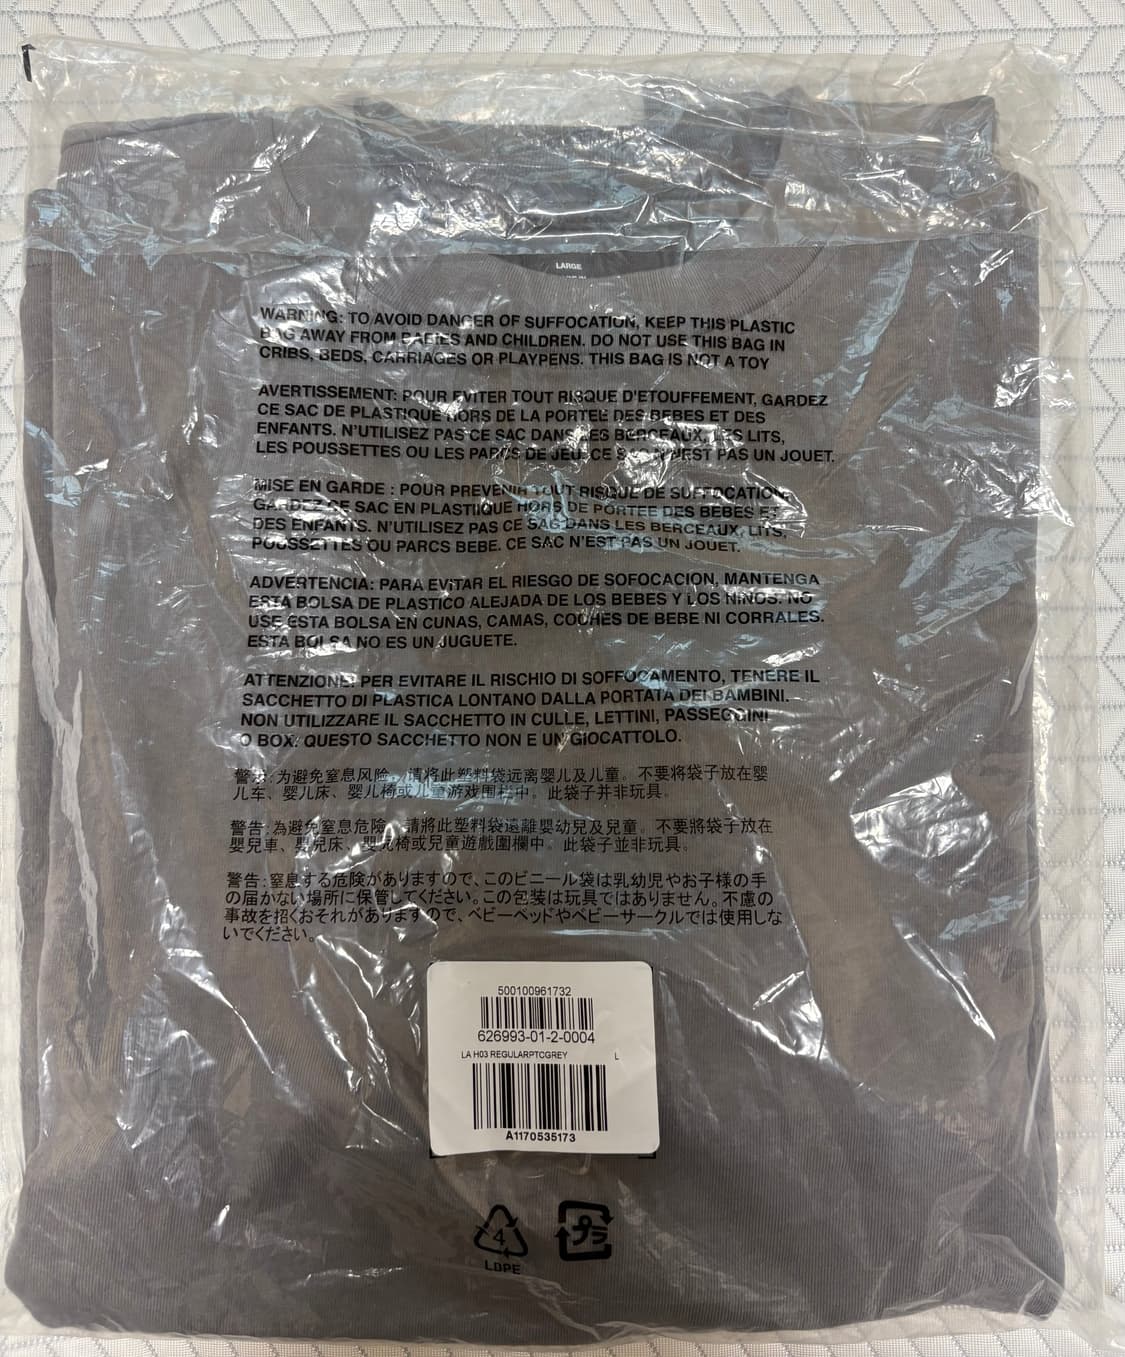 LARGE
WARNING: TO AVOID DANGER OF SUFFOCATION, KEEP THIS PLASTIC
BAG AWAY FROM BABIES AND CHILDREN. DO NOT USE THIS BAG IN
CRIBS, BEDS, CARRIAGES OR PLAYPENS. THIS BAG IS NOT A TOY
AVERTISSEMENT: POUR EVITER TOUT RISQUE D'ETOUFFEMENT, GARDEZ
CE SAC DE PLASTIQUE HORS DE LA PORTEE DES BEBES ET DES
ENFANTS. N'UTILISEZ PAS CE SAC DANS LES BERCEAUX, LES LITS,
LES POUSSETTES OU LES PARCS DE JEU. CE SAC N'EST PAS UN JOUET.
MISE EN GARDE : POUR PREVENIR TOUT RISQUE DE SUFFOCATION,
GARDEZ CE SAC EN PLASTIIQUE HORS DE PORTEE DES BEBES ET
DES ENFANTS. N'UTILISEZ PAS CE SAC DANS LES BERCEAUX, LITS,
POUSSETTES OU PARCS BEBE. CE SAC N'EST PAS UN JOUET.
ADVERTENCIA: PARA EVITAR EL RIESGO DE SOFOCACION, MANTENGA
ESTA BOLSA DE PLASTICO ALEJADA DE LOS BEBES Y LOS NINOS. NO
USE ESTA BOLSA EN CUNAS, CAMAS, COCHES DE BEBE NI CORRALES.
ESTA BOLSA NO ES UN JUGUETE.
ATTENZIONE: PER EVITARE IL RISCHIO DI SOFFOCAMENTO, TENERE IL
SACCHETTO DI PLASTICA LONTANO DALLA PORTATA DEI BAMBINI.
NON UTILIZZARE IL SACCHETTO IN CULLE, LETTINI, PASSEGGINI
O BOX. QUESTO SACCHETTO NON E UN GIOCATTOLO.
警告:为避免窒息风险，请将此塑料袋远离婴儿及儿童。不要将袋子放在婴
儿车、婴儿床、婴儿椅或儿童游戏围栏中。此袋子并非玩具。
警告:為避免窒息危險，請將此塑料袋遠離嬰幼兒及兒童。不要將袋子放在
嬰兒車、嬰兒床、嬰兒椅或兒童遊戲圍欄中。此袋子並非玩具。
警告:窒息する危険がありますので、このビニール袋は乳幼児やお子様の手
の届かない場所に保管してください。この包装は玩具ではありません。不慮の
事故を招くおそれがありますので、ベビーベッドやベビーサークルでは使用しな
いでください。
500100961732
626993-01-2-0004
LA H03 REGULARPTCGREY L
A1170535173
4 プラ
LDPE